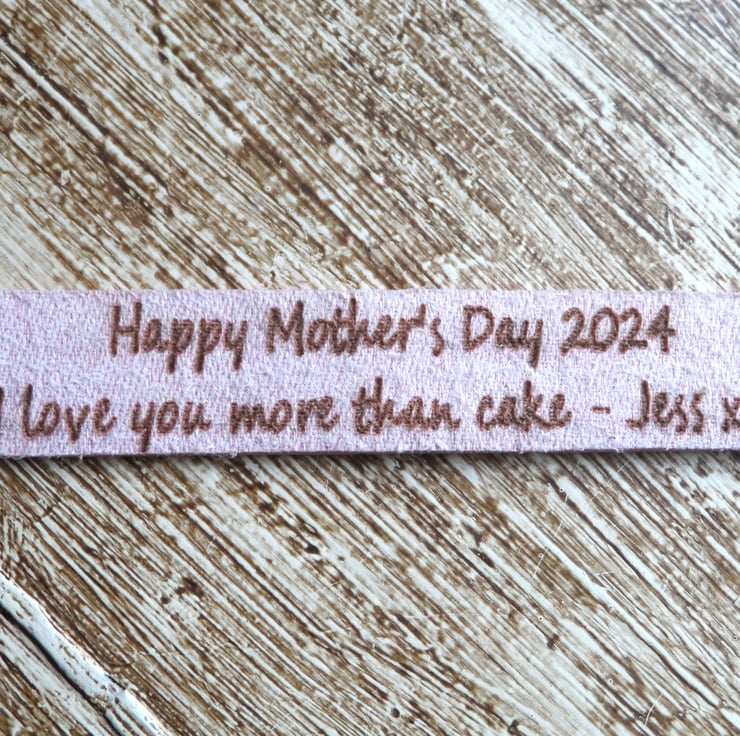 Happy Mother's Day 2024
I love you more than cake - Jess x